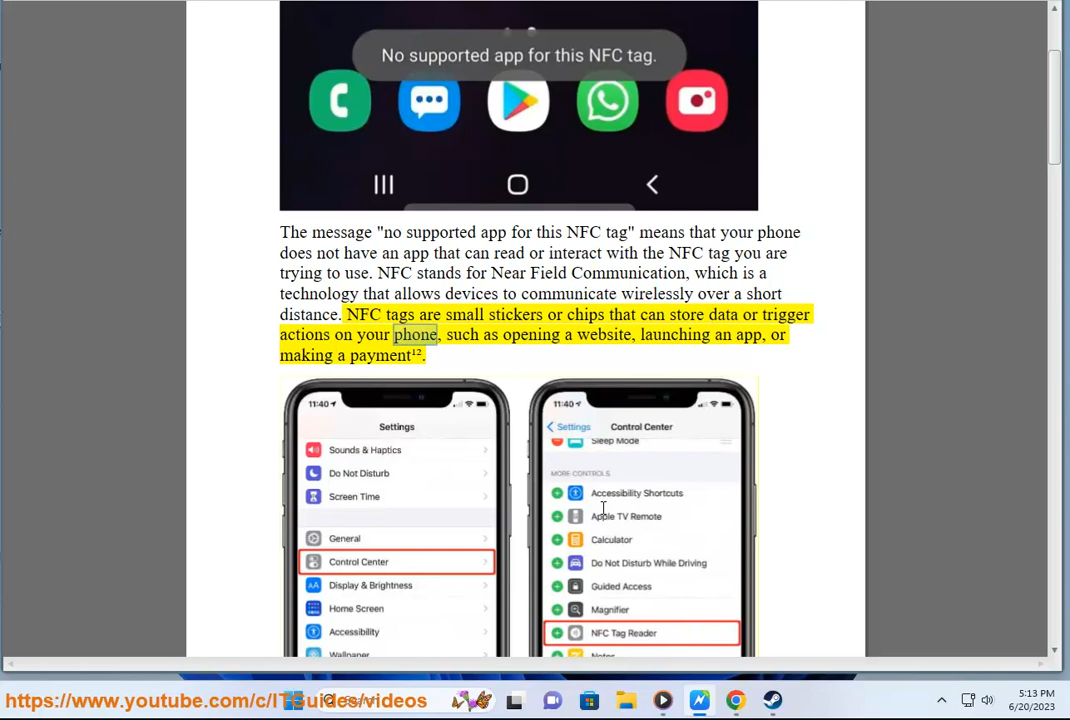 No supported app for this NFC tag.
The message "no supported app for this NFC tag" means that your phone
does not have an app that can read or interact with the NFC tag you are
trying to use. NFC stands for Near Field Communication, which is a
technology that allows devices to communicate wirelessly over a short
distance. NFC tags are small stickers or chips that can store data or trigger
actions on your phone, such as opening a website, launching an app, or
making a payment¹².
11:40
Settings
Sounds & Haptics
Do Not Disturb
Screen Time
General
Control Center
AA Display & Brightness
Home Screen
Accessibility
Wallpaper
11:40
Settings Control Center
Sleep Mode
MORE CONTROLS
Accessibility Shortcuts
Apple TV Remote
Calculator
Do Not Disturb While Driving
Guided Access
Magnifier
NFC Tag Reader
Notes
https://www.youtube.com/c/ITGuides/videos
5:13 PM
6/20/2023